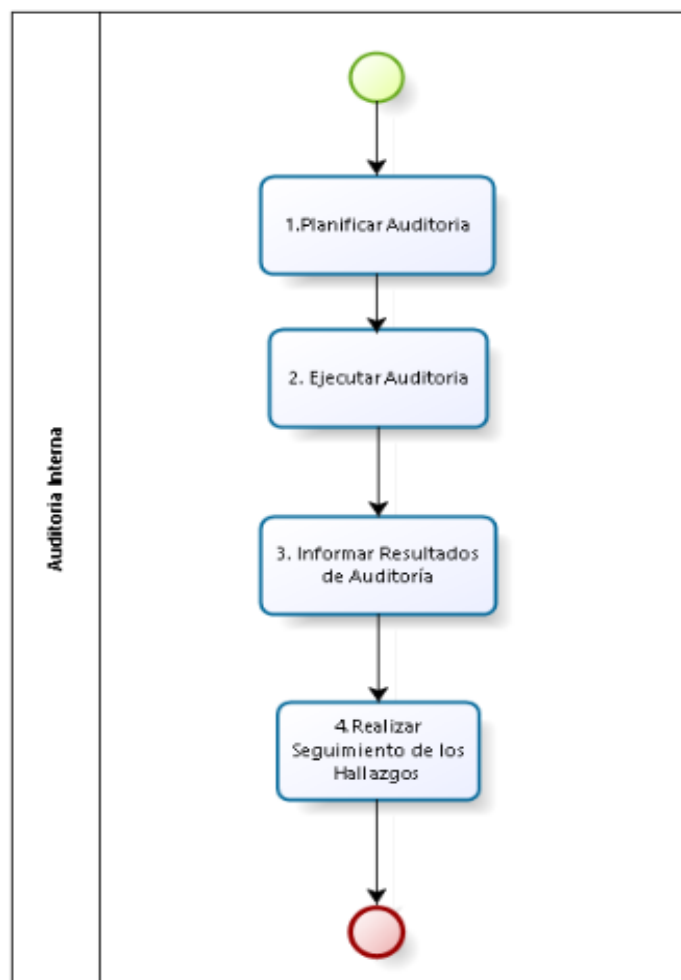 Auditoria Interna
1.Planificar Auditoria
2. Ejecutar Auditoria
3. Informar Resultados
de Auditoría
4.Realizar
Seguimiento de los
Hallazgos